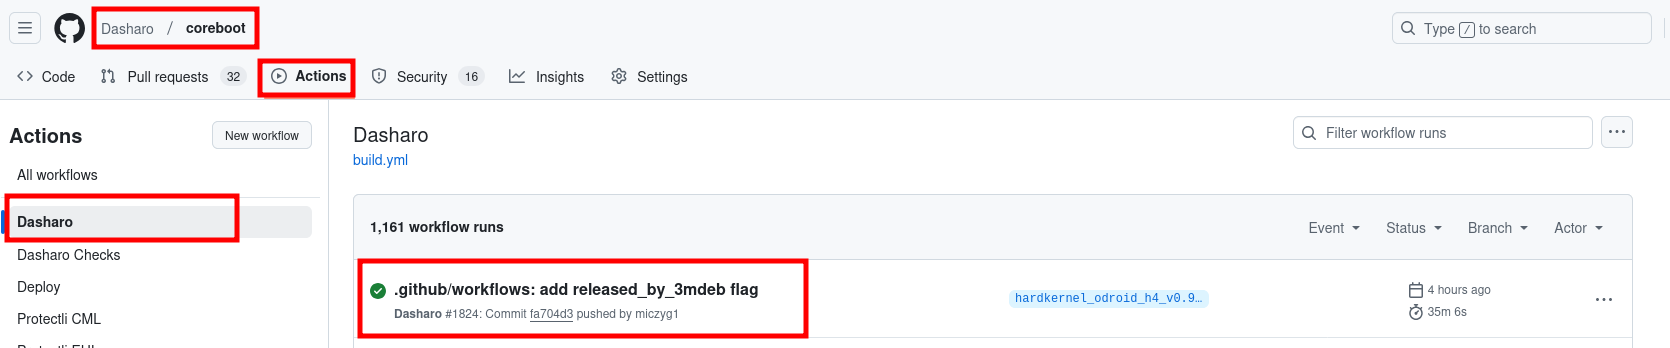 Dasharo / coreboot
Type / to search
Code
Pull requests 32
Actions
Security 16
Insights
Settings
Actions
New workflow
All workflows
Dasharo
Dasharo Checks
Deploy
Protectli CML
Dasharo
build.yml
Filter workflow runs
1,161 workflow runs
Event
Status
Branch
Actor
.github/workflows: add released_by_3mdeb flag
Dasharo #1824: Commit fa704d3 pushed by miczyg1
hardkernel_odroid_h4_v0.9…
4 hours ago
35m 6s